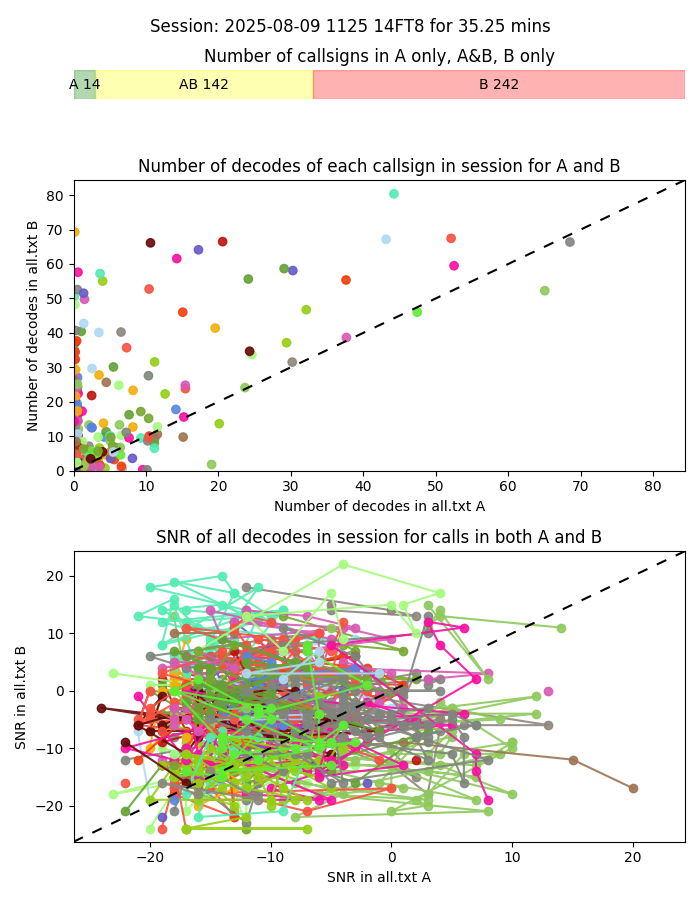 Session: 2025-08-09 1125 14FT8 for 35.25 mins
Number of callsigns in A only, A&B, B only
A 14 AB 142 B 242
Number of decodes of each callsign in session for A and B
80
70
60
50
40
30
20
10
0
Number of decodes in all.txt B
0 10 20 30 40 50 60 70 80
Number of decodes in all.txt A
SNR of all decodes in session for calls in both A and B
20
10
0
−10
−20
SNR in all.txt B
−20 −10 0 10 20
SNR in all.txt A